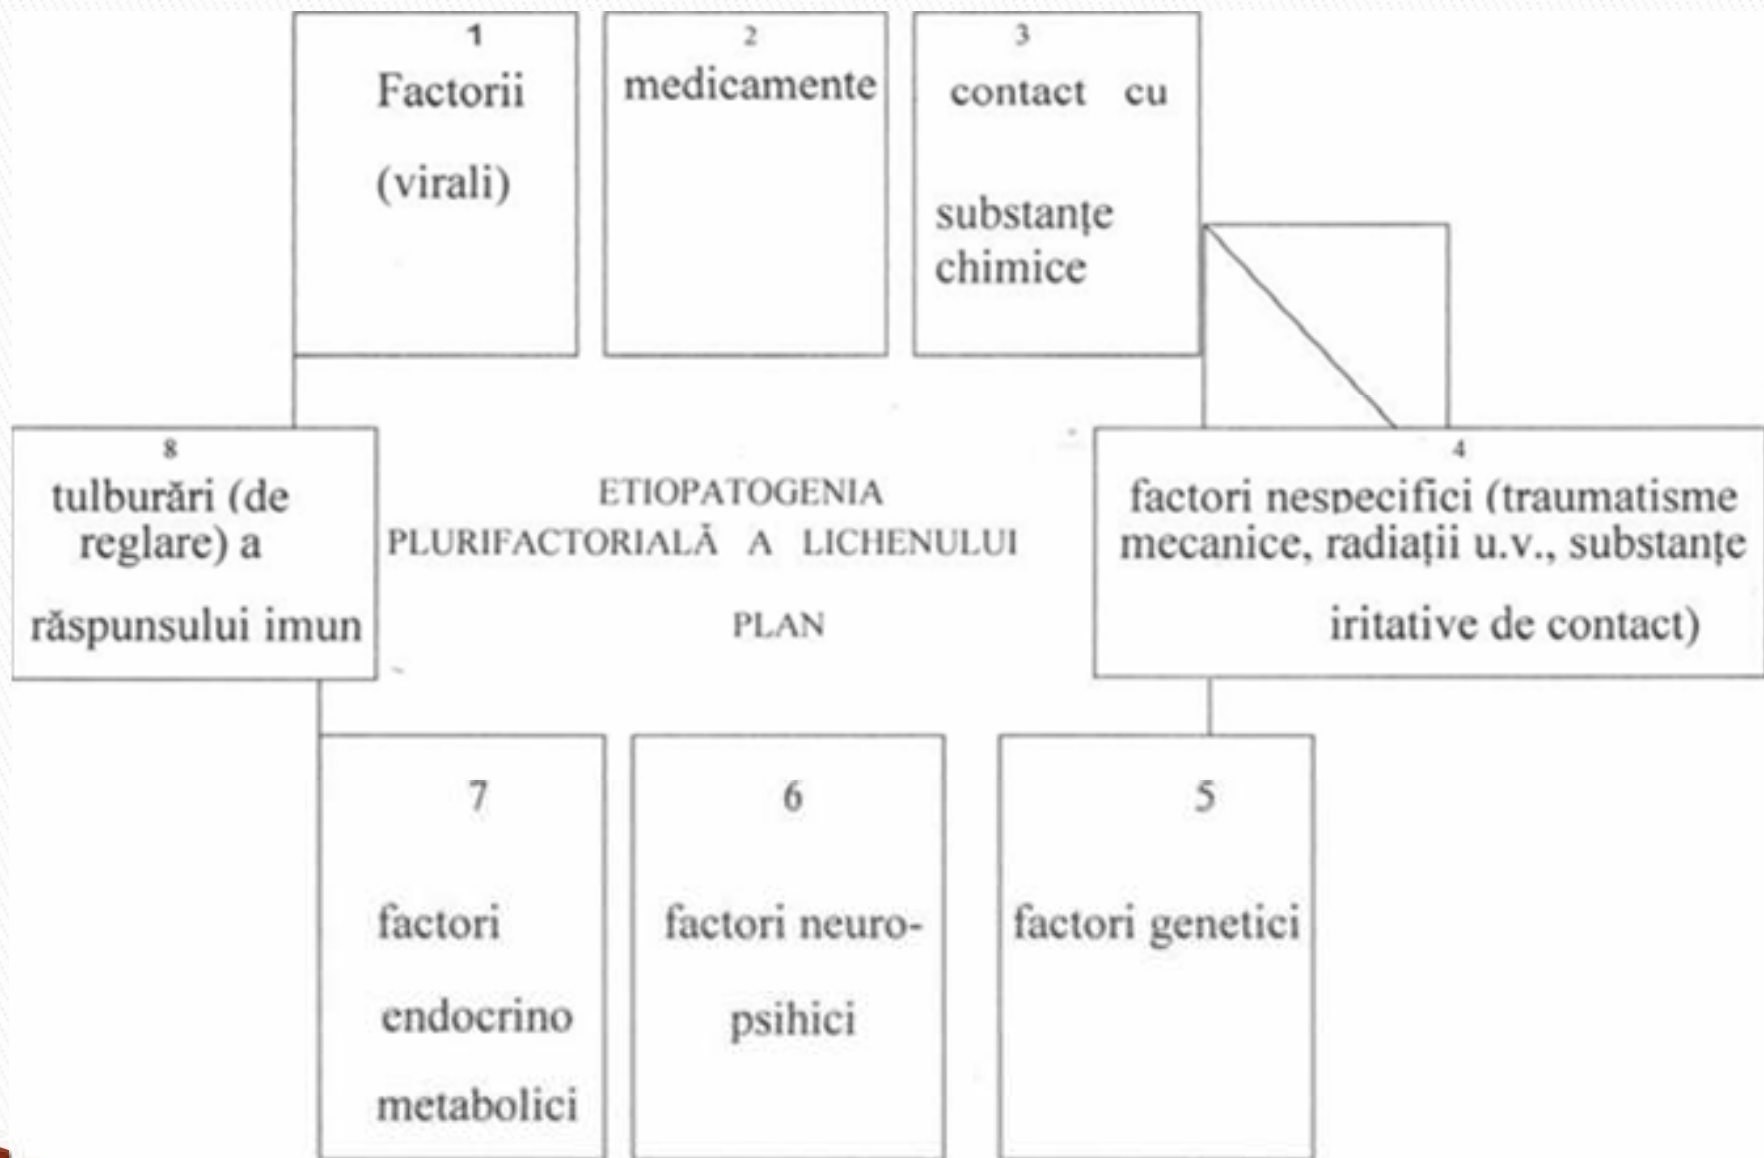 1
Factorii
(virali)
2
medicamente
3
contact cu
substanțe
chimice
8
tulburări (de
reglare) a
răspunsului imun
ETIOPATOGENIA
PLURIFACTORIALĂ A LICHENULUI
PLAN
4
factori nespecifici (traumatisme
mecanice, radiații u.v., substanțe
iritative de contact)
7
factori
endocrino
metabolici
6
factori neuro-
psihici
5
factori genetici